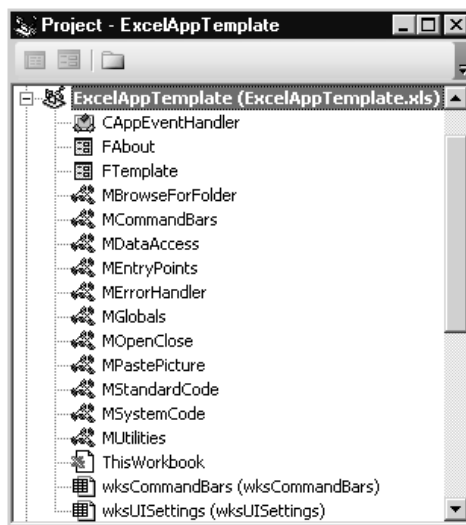 Project - ExcelAppTemplate
ExcelAppTemplate (ExcelAppTemplate.xls)
CAppEventHandler
FAbout
FTemplate
MBrowseForFolder
MCommandBars
MDataAccess
MEntryPoints
MErrorHandler
MGlobals
MOpenClose
MPastePicture
MStandardCode
MSystemCode
MUtilities
ThisWorkbook
wksCommandBars (wksCommandBars)
wksUISettings (wksUISettings)